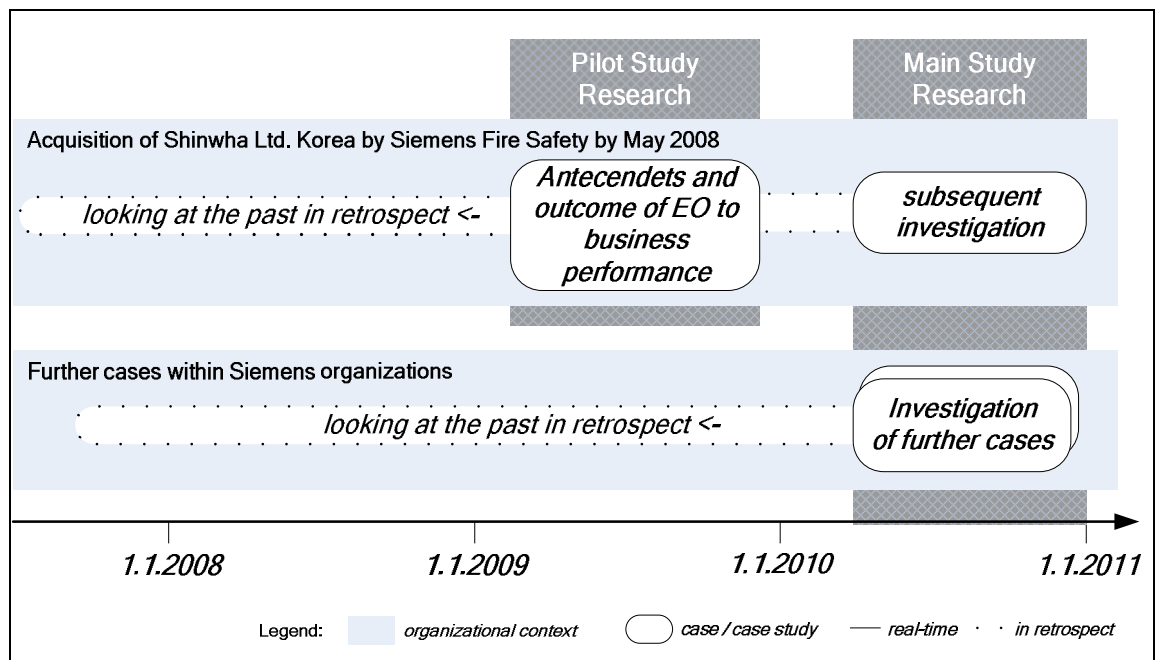 Pilot Study
Research
Main Study
Research
Acquisition of Shinwha Ltd. Korea by Siemens Fire Safety by May 2008
looking at the past in retrospect <-
Antecendets and
outcome of EO to
business
performance
subsequent
investigation
Further cases within Siemens organizations
looking at the past in retrospect <-
Investigation
of further cases
1.1.2008
1.1.2009
1.1.2010
1.1.2011
Legend:
organizational context
case / case study
real-time
in retrospect